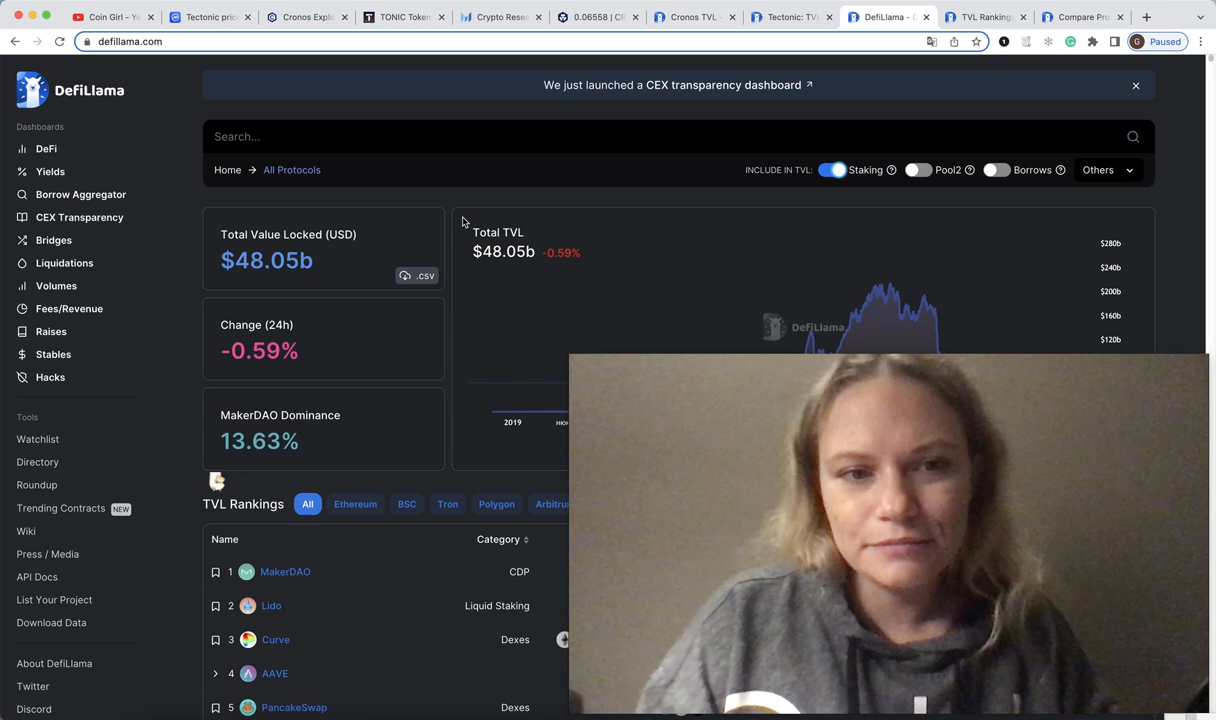 Coin Girl - Yo
Tectonic pric
Cronos Explo
TONIC Token
Crypto Resea
0.06558 | CR
Cronos TVL -
Tectonic: TVL
DefiLlama - D
TVL Rankings
Compare Pro
defillama.com
G Paused
DefiLlama
We just launched a CEX transparency dashboard ↗
Search...
Home → All Protocols
INCLUDE IN TVL: Staking Pool2 Borrows Others
Dashboards
DeFi
Yields
Borrow Aggregator
CEX Transparency
Bridges
Liquidations
Volumes
Fees/Revenue
Raises
Stables
Hacks
Tools
Watchlist
Directory
Roundup
Trending Contracts NEW
Wiki
Press / Media
API Docs
List Your Project
Download Data
About DefiLlama
Twitter
Discord
Total Value Locked (USD)
$48.05b
.csv
Change (24h)
-0.59%
MakerDAO Dominance
13.63%
Total TVL
$48.05b -0.59%
$280b
$240b
$200b
$160b
$120b
DefiLlama
2019
TVL Rankings All Ethereum BSC Tron Polygon Arbitru
Name Category
1 MakerDAO CDP
2 Lido Liquid Staking
3 Curve Dexes
4 AAVE
5 PancakeSwap Dexes